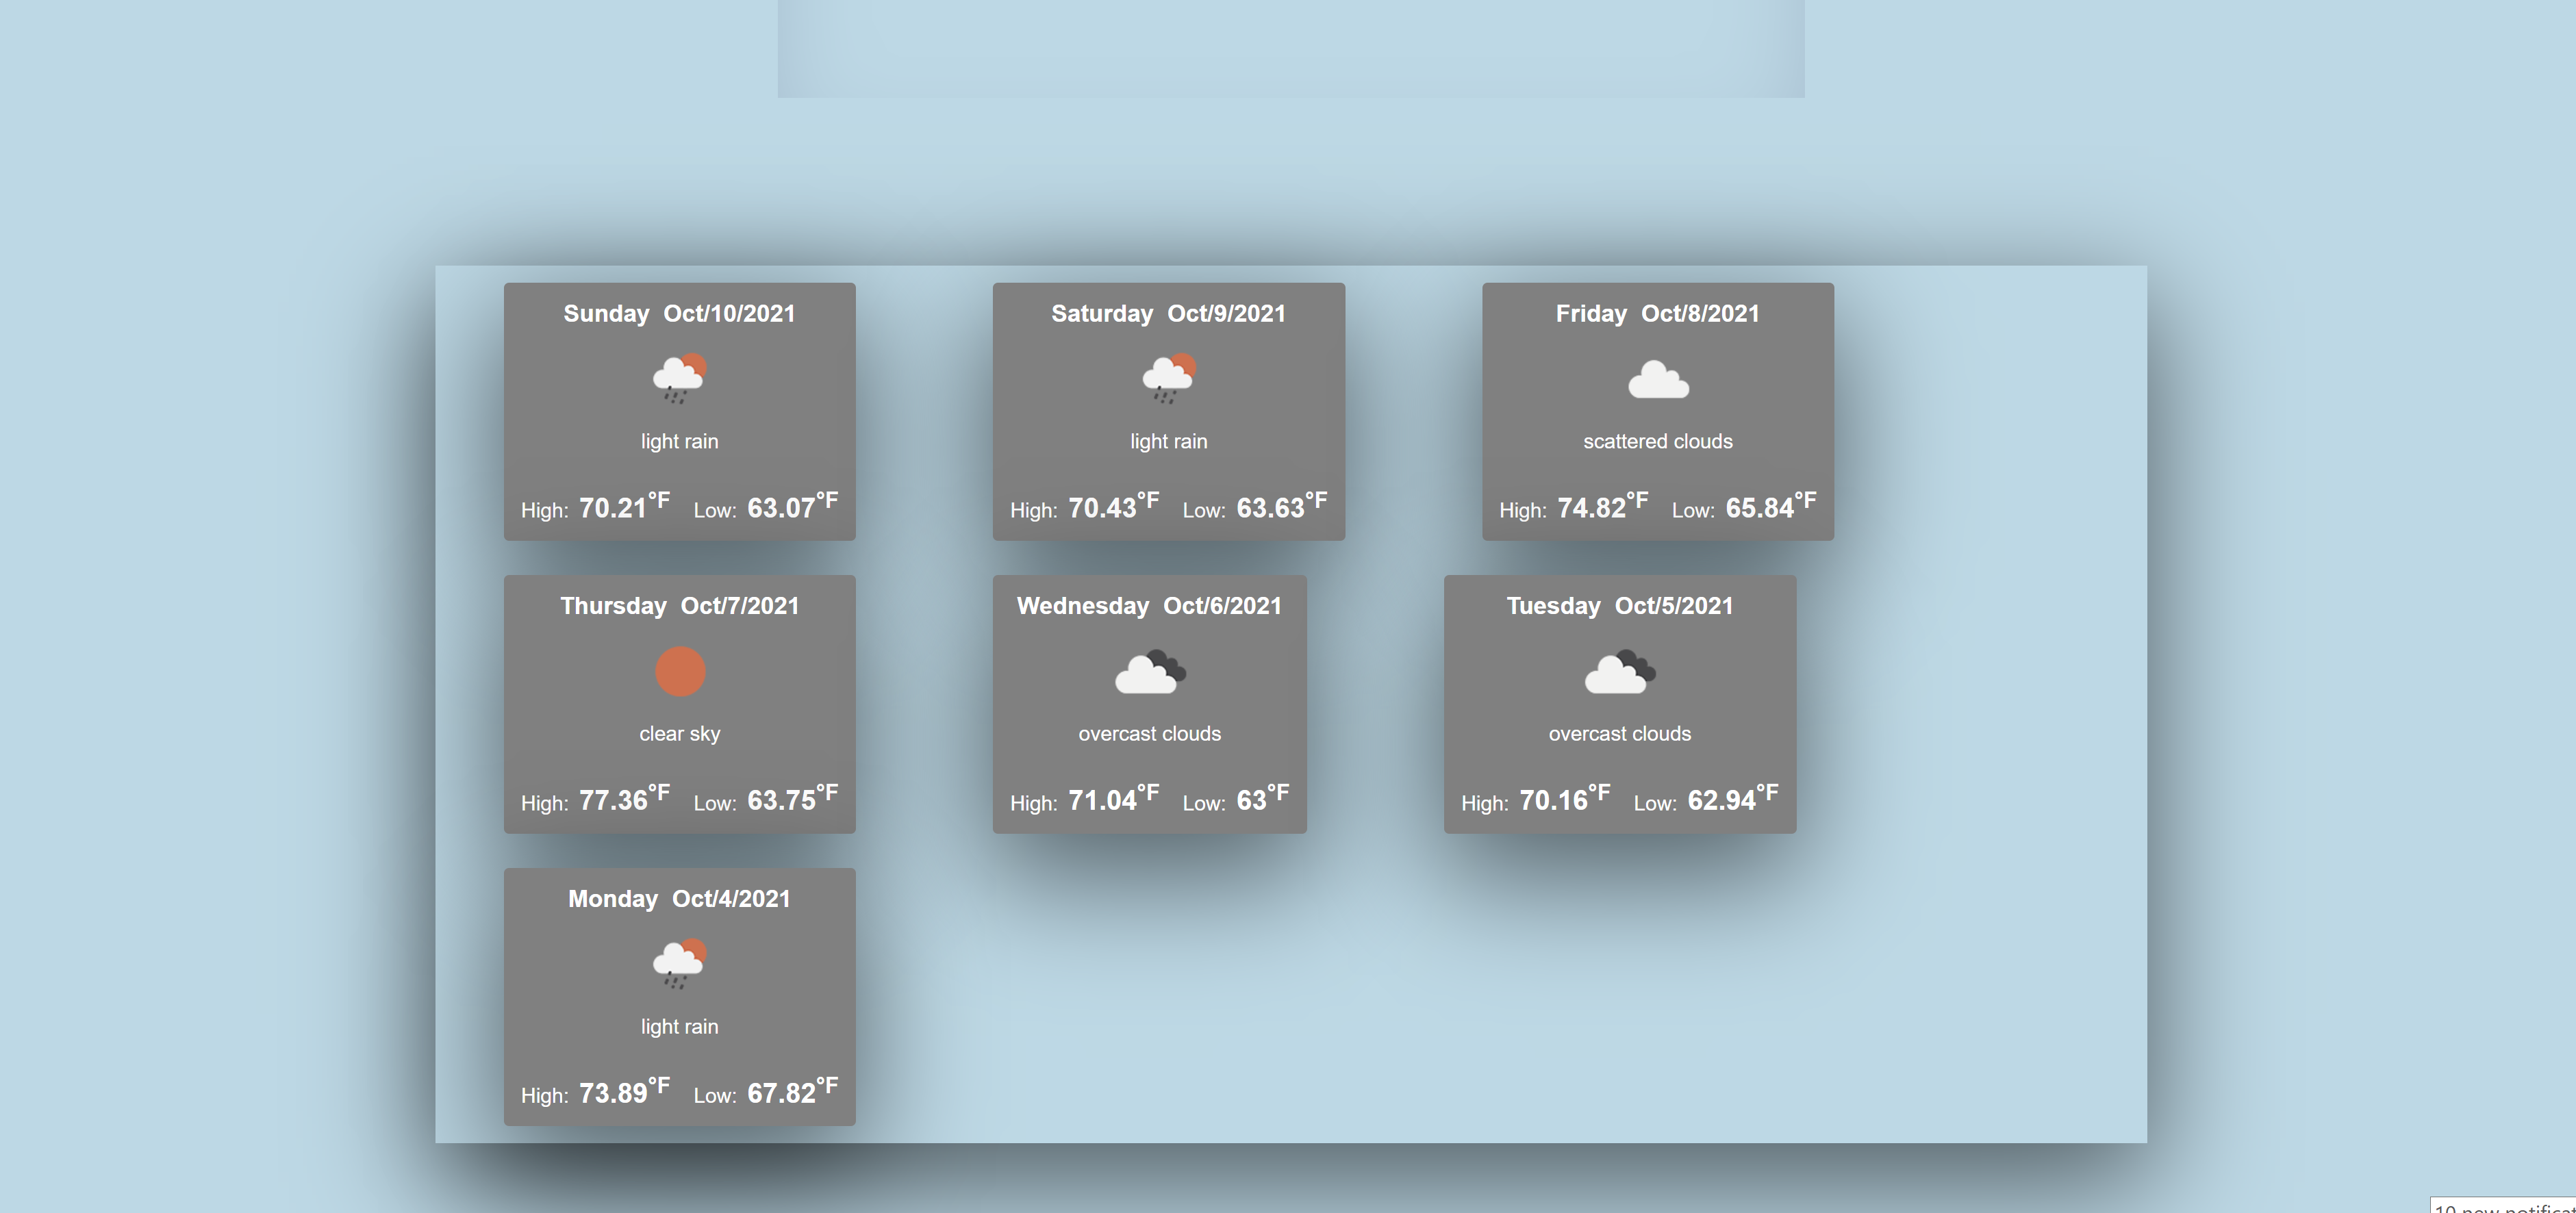 Sunday Oct/10/2021
light rain
High: 70.21°F Low: 63.07°F
Saturday Oct/9/2021
light rain
High: 70.43°F Low: 63.63°F
Friday Oct/8/2021
scattered clouds
High: 74.82°F Low: 65.84°F
Thursday Oct/7/2021
clear sky
High: 77.36°F Low: 63.75°F
Wednesday Oct/6/2021
overcast clouds
High: 71.04°F Low: 63°F
Tuesday Oct/5/2021
overcast clouds
High: 70.16°F Low: 62.94°F
Monday Oct/4/2021
light rain
High: 73.89°F Low: 67.82°F
10 new